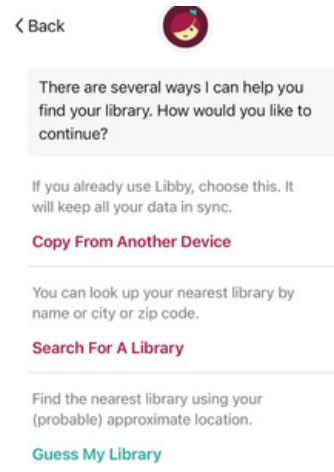 Back
There are several ways I can help you
find your library. How would you like to
continue?
If you already use Libby, choose this. It
will keep all your data in sync.
Copy From Another Device
You can look up your nearest library by
name or city or zip code.
Search For A Library
Find the nearest library using your
(probable) approximate location.
Guess My Library